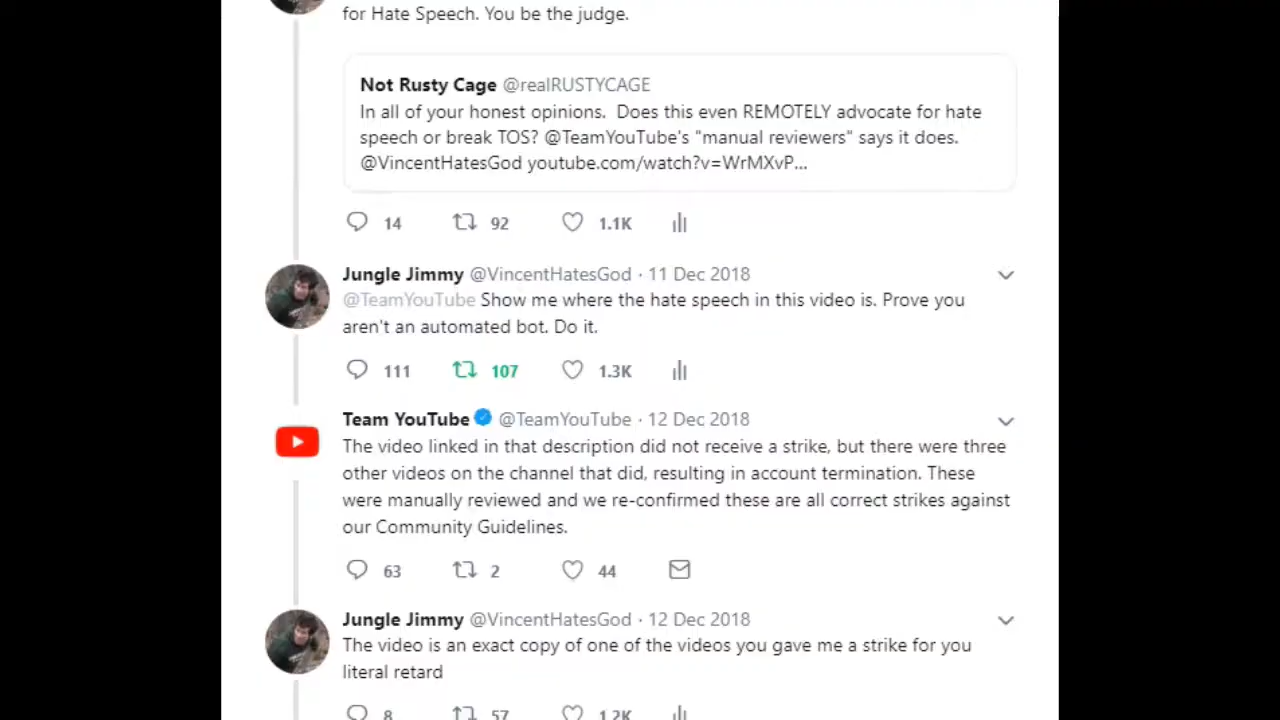 for Hate Speech. You be the judge.
Not Rusty Cage @realRUSTYCAGE
In all of your honest opinions.  Does this even REMOTELY advocate for hate
speech or break TOS? @TeamYouTube's "manual reviewers" says it does.
@VincentHatesGod youtube.com/watch?v=WrMXvP...
14 92 1.1K
Jungle Jimmy @VincentHatesGod · 11 Dec 2018
@TeamYouTube Show me where the hate speech in this video is. Prove you
aren't an automated bot. Do it.
111 107 1.3K
Team YouTube @TeamYouTube · 12 Dec 2018
The video linked in that description did not receive a strike, but there were three
other videos on the channel that did, resulting in account termination. These
were manually reviewed and we re-confirmed these are all correct strikes against
our Community Guidelines.
63 2 44
Jungle Jimmy @VincentHatesGod · 12 Dec 2018
The video is an exact copy of one of the videos you gave me a strike for you
literal retard
8 57 1.2K